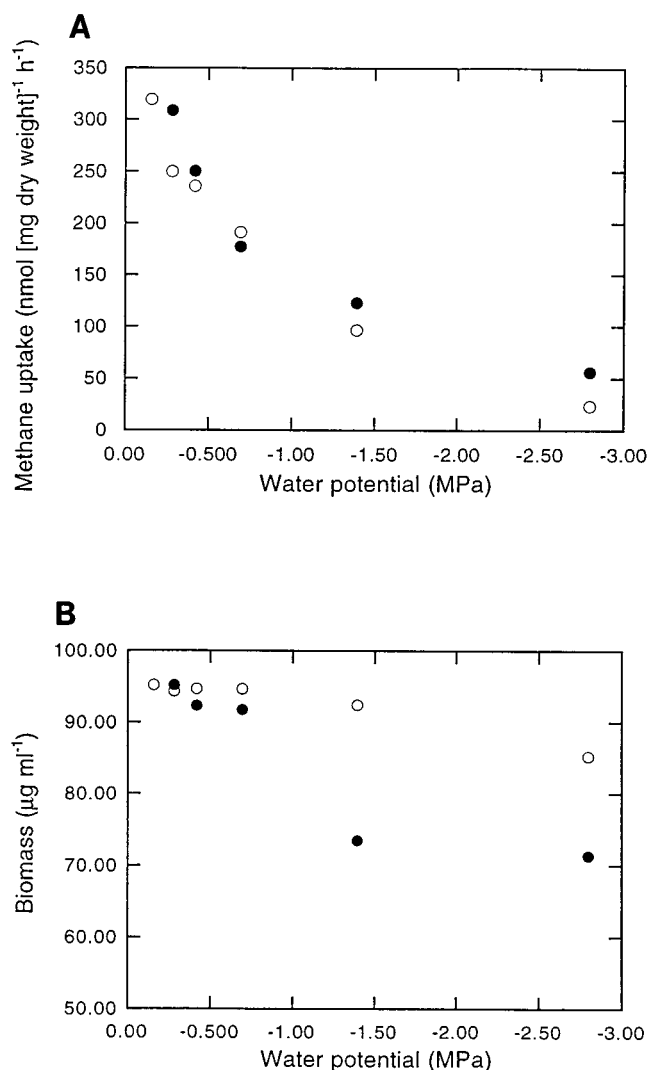 A
Methane uptake (nmol [mg dry weight]⁻¹ h⁻¹)
350
300
250
200
150
100
50
0
0.00 -0.500 -1.00 -1.50 -2.00 -2.50 -3.00
Water potential (MPa)
B
Biomass (µg ml⁻¹)
100.00
90.00
80.00
70.00
60.00
50.00
0.00 -0.500 -1.00 -1.50 -2.00 -2.50 -3.00
Water potential (MPa)